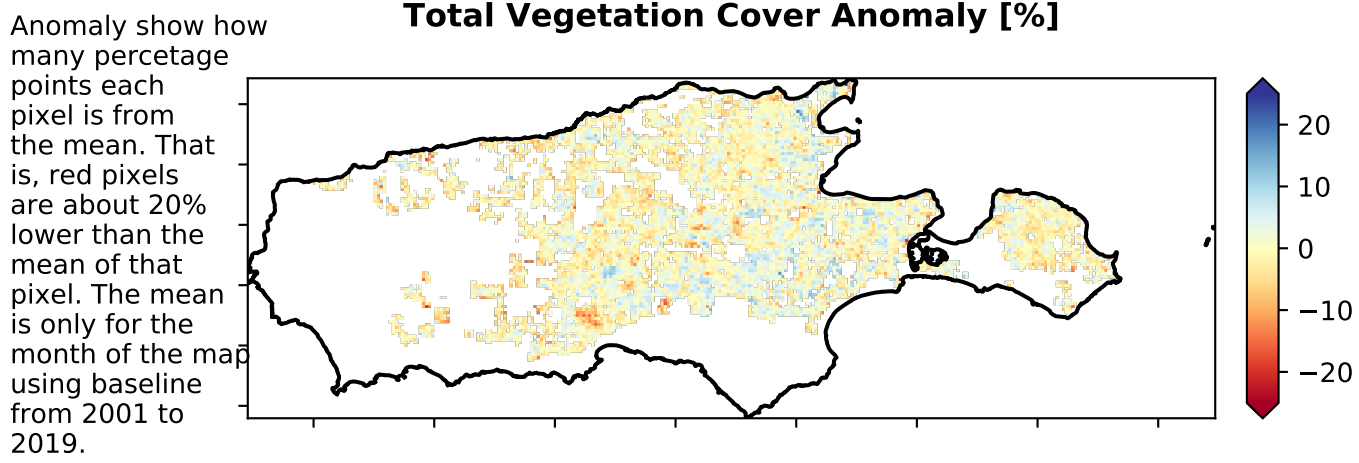 Total Vegetation Cover Anomaly [%]
Anomaly show how
many percetage
points each
pixel is from
the mean. That
is, red pixels
are about 20%
lower than the
mean of that
pixel. The mean
is only for the
month of the map
using baseline
from 2001 to
2019.
20
10
0
−10
−20